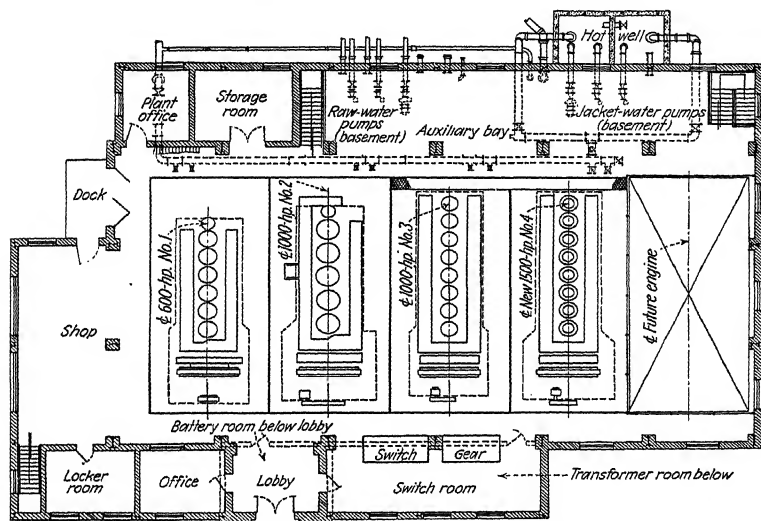 Hot well
Plant
office
Storage
room
Raw-water
pumps
(basement)
Auxiliary bay
Jacket-water pumps
(basement)
Dock
℄ 600-hp. No.1
℄ 1000-hp. No.2
℄ 1000-hp. No.3
℄ New 1500-hp. No.4
℄ Future engine
Shop
Battery room below lobby
Switch
Gear
Locker
room
Office
Lobby
Switch room
Transformer room below